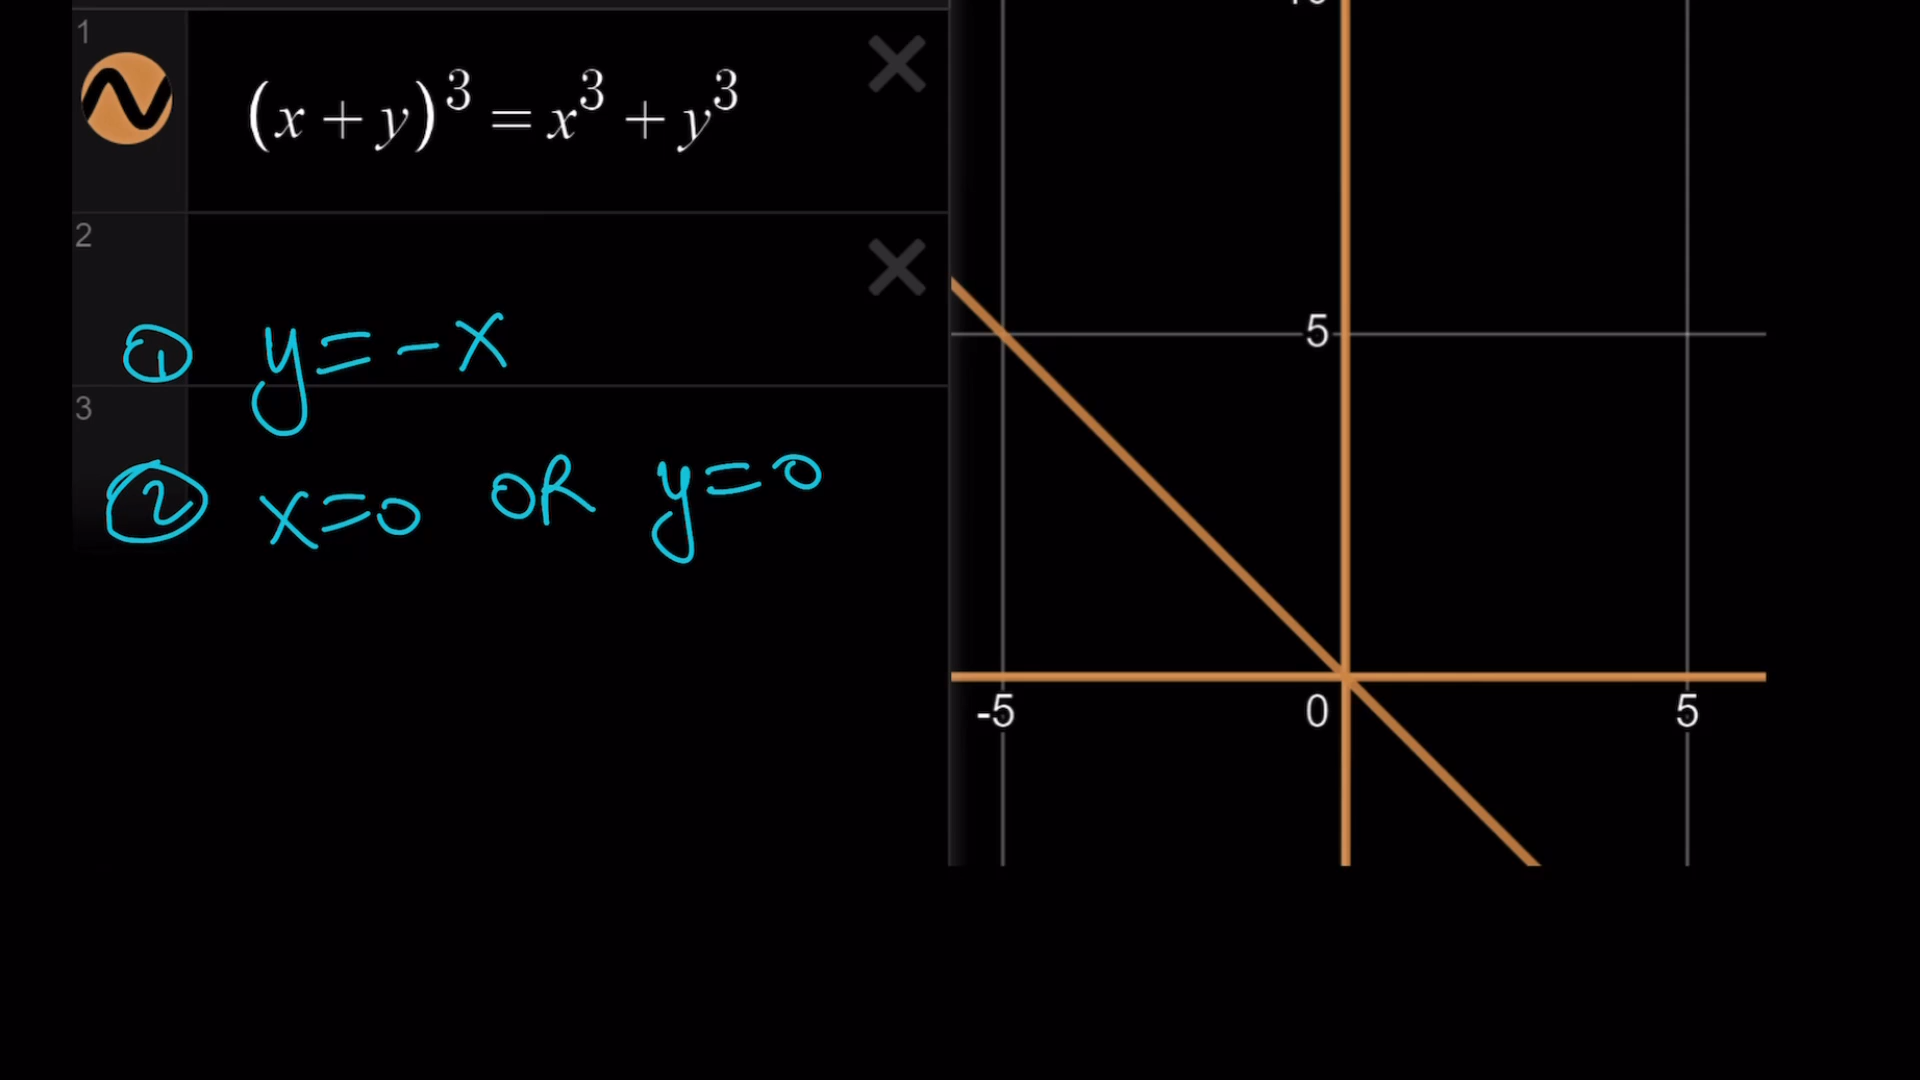 1
(x + y)³ = x³ + y³
2
① y = -x
3
② x = 0 OR y = 0
5
-5 0 5